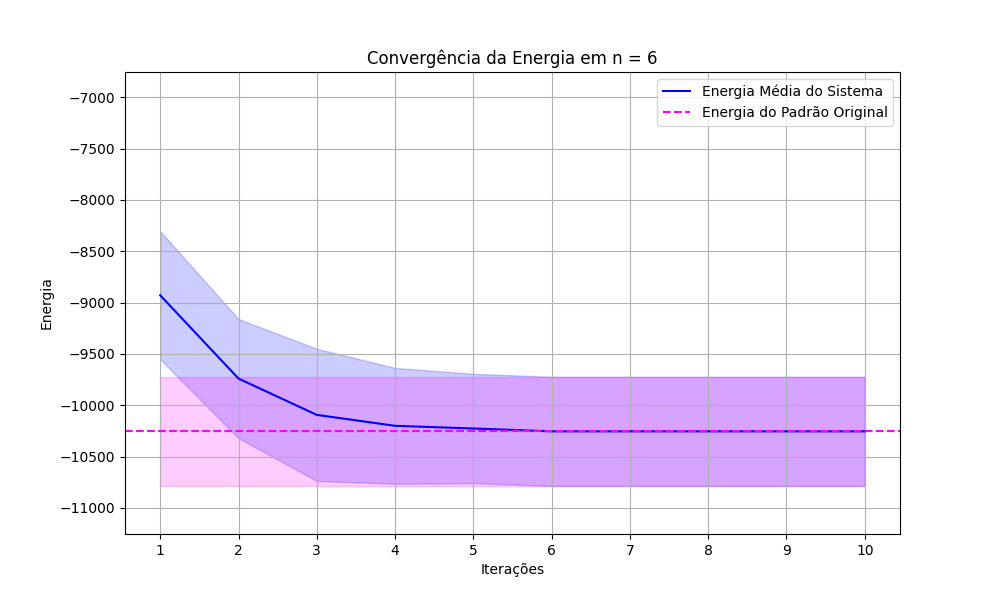 Convergência da Energia em n = 6
Energia Média do Sistema
Energia do Padrão Original
Energia
−7000
−7500
−8000
−8500
−9000
−9500
−10000
−10500
−11000
1 2 3 4 5 6 7 8 9 10
Iterações